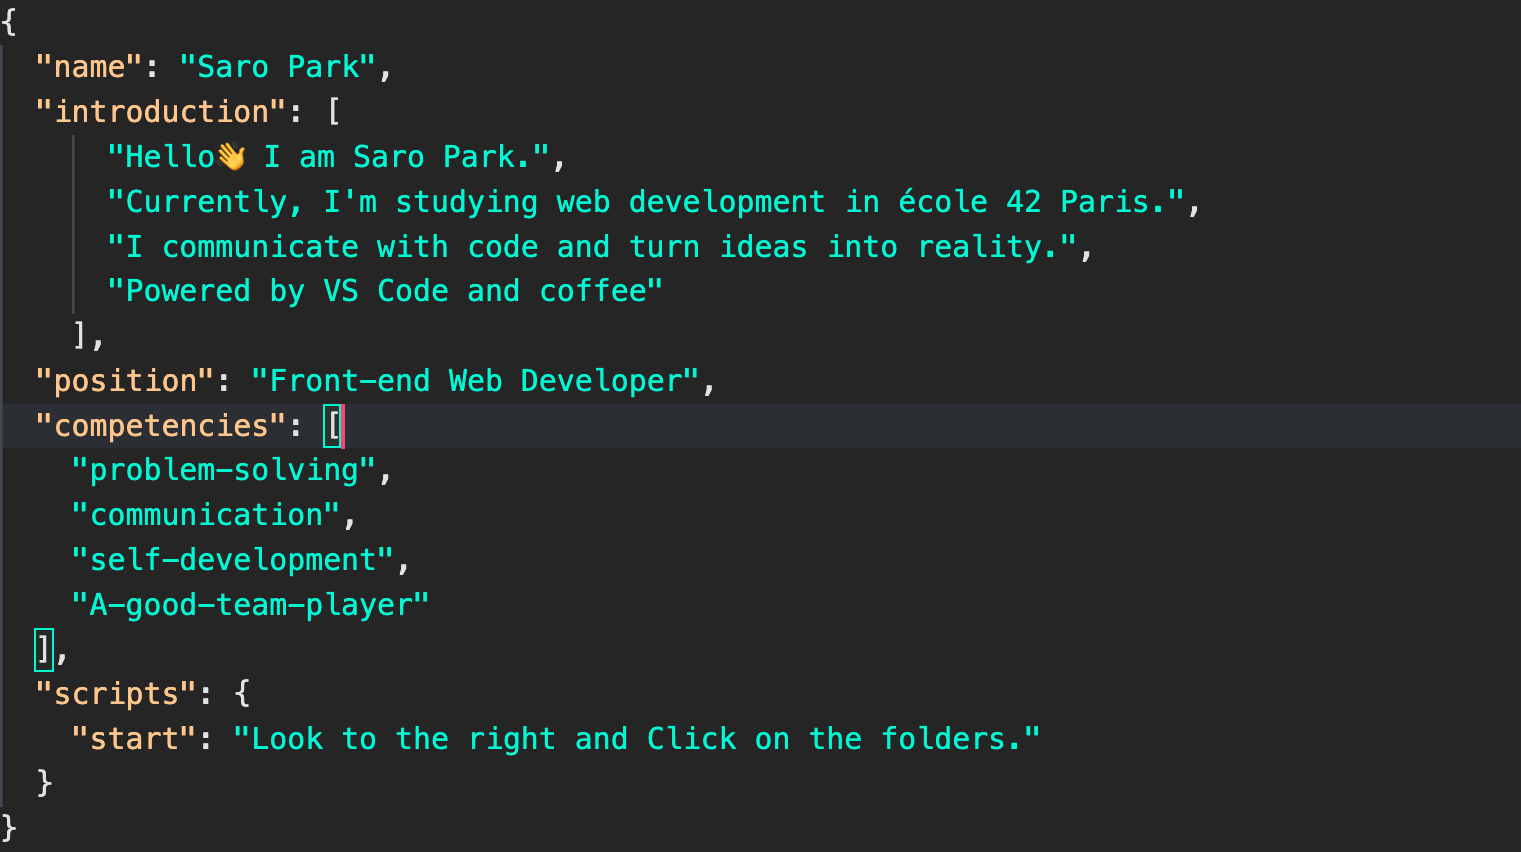 {
"name": "Saro Park",
"introduction": [
"Hello👋 I am Saro Park.",
"Currently, I'm studying web development in école 42 Paris.",
"I communicate with code and turn ideas into reality.",
"Powered by VS Code and coffee"
],
"position": "Front-end Web Developer",
"competencies": [
"problem-solving",
"communication",
"self-development",
"A-good-team-player"
],
"scripts": {
"start": "Look to the right and Click on the folders."
}
}